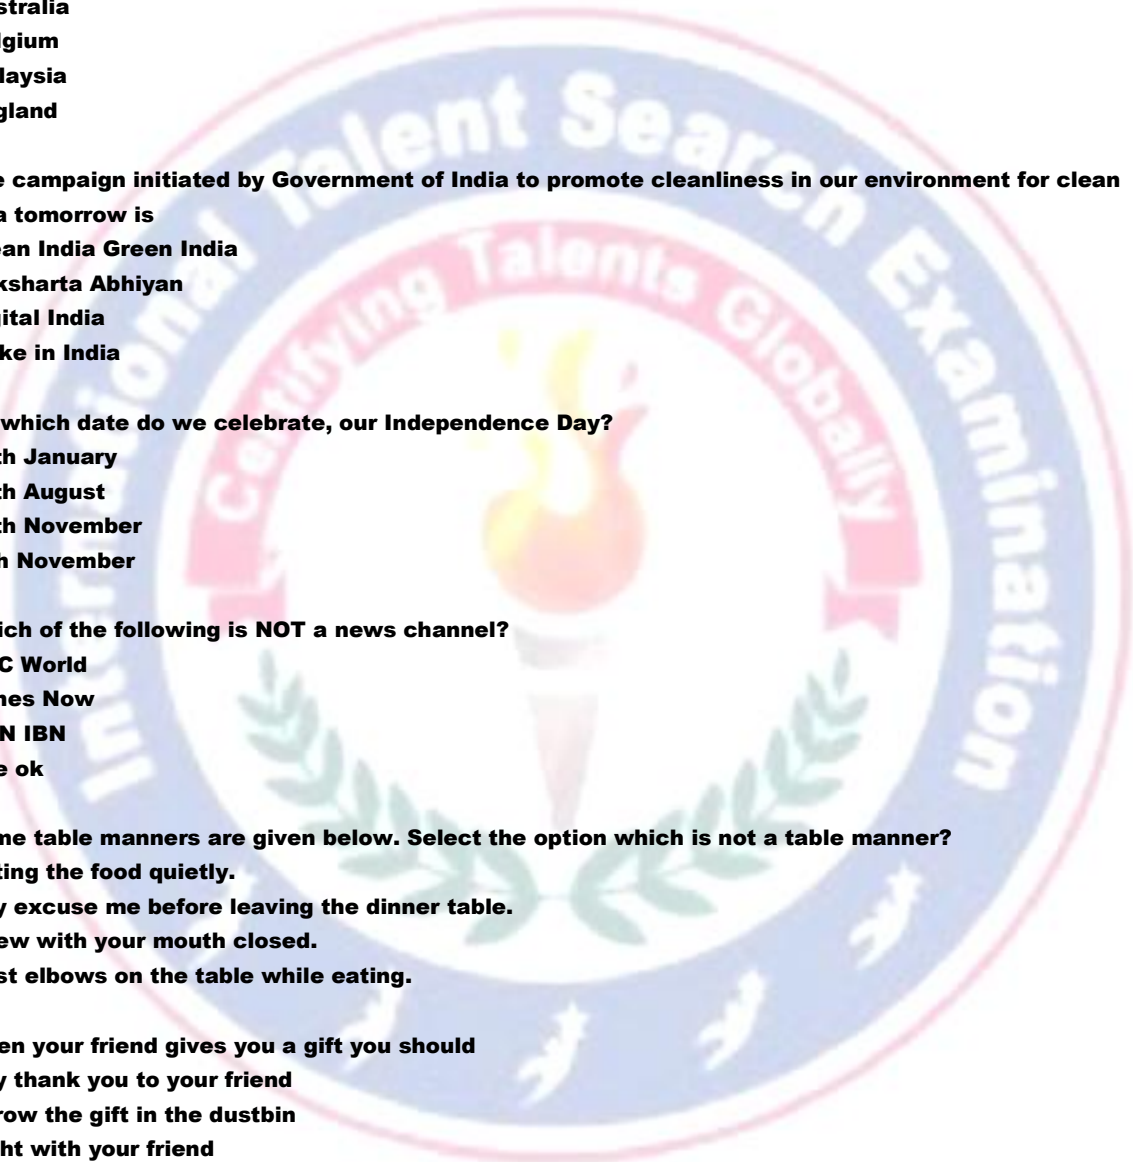 stralia
lgium
laysia
gland
e campaign initiated by Government of India to promote cleanliness in our environment for clean
a tomorrow is
ean India Green India
ksharta Abhiyan
gital India
ke in India
which date do we celebrate, our Independence Day?
th January
th August
th November
h November
ich of the following is NOT a news channel?
C World
nes Now
N IBN
e ok
me table manners are given below. Select the option which is not a table manner?
ting the food quietly.
y excuse me before leaving the dinner table.
ew with your mouth closed.
st elbows on the table while eating.
en your friend gives you a gift you should
y thank you to your friend
row the gift in the dustbin
ht with your friend
International Talent Search Examination
Certifying Talents Globally